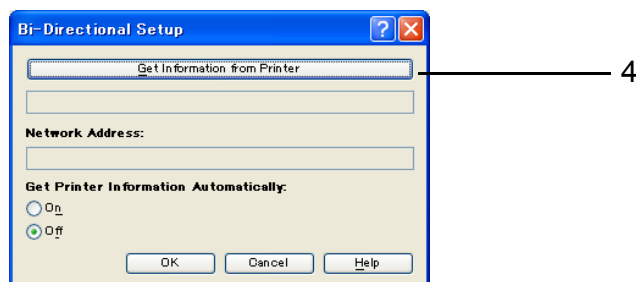 Bi-Directional Setup
Get Information from Printer
4
Network Address:
Get Printer Information Automatically:
On
Off
OK Cancel Help